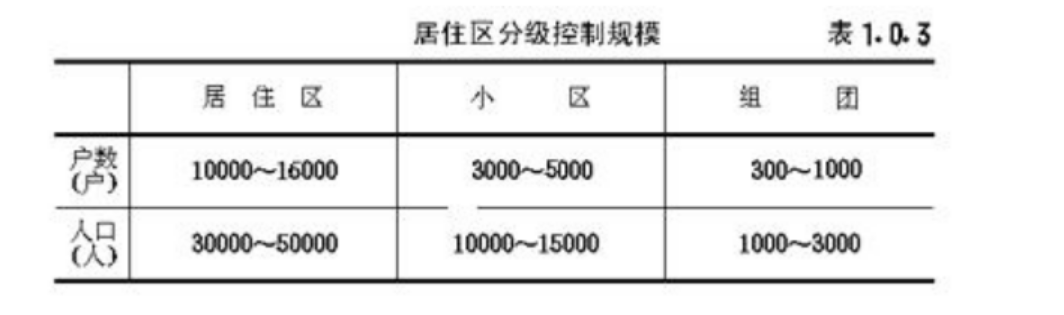 居住区分级控制规模 表 1.0.3
居 住 区 小 区 组 团
户数(户) 10000～16000 3000～5000 300～1000
人口(人) 30000～50000 10000～15000 1000～3000